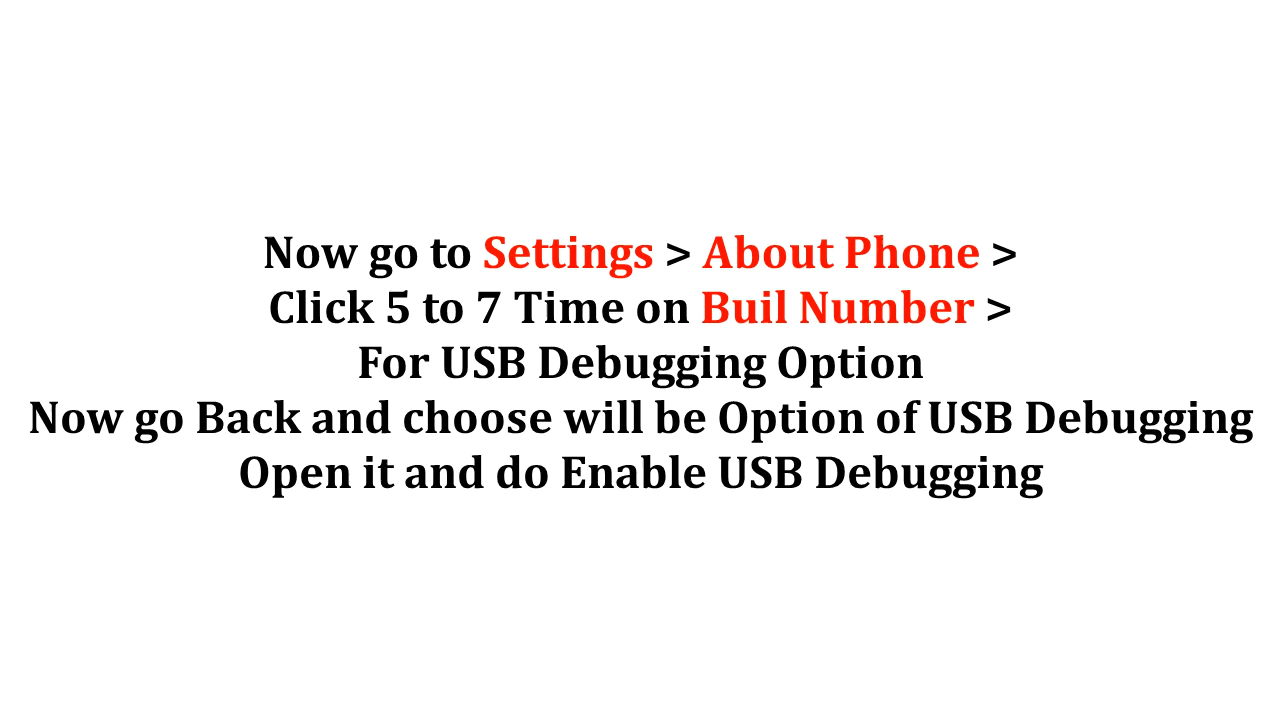 Now go to Settings > About Phone >
Click 5 to 7 Time on Buil Number >
For USB Debugging Option
Now go Back and choose will be Option of USB Debugging
Open it and do Enable USB Debugging